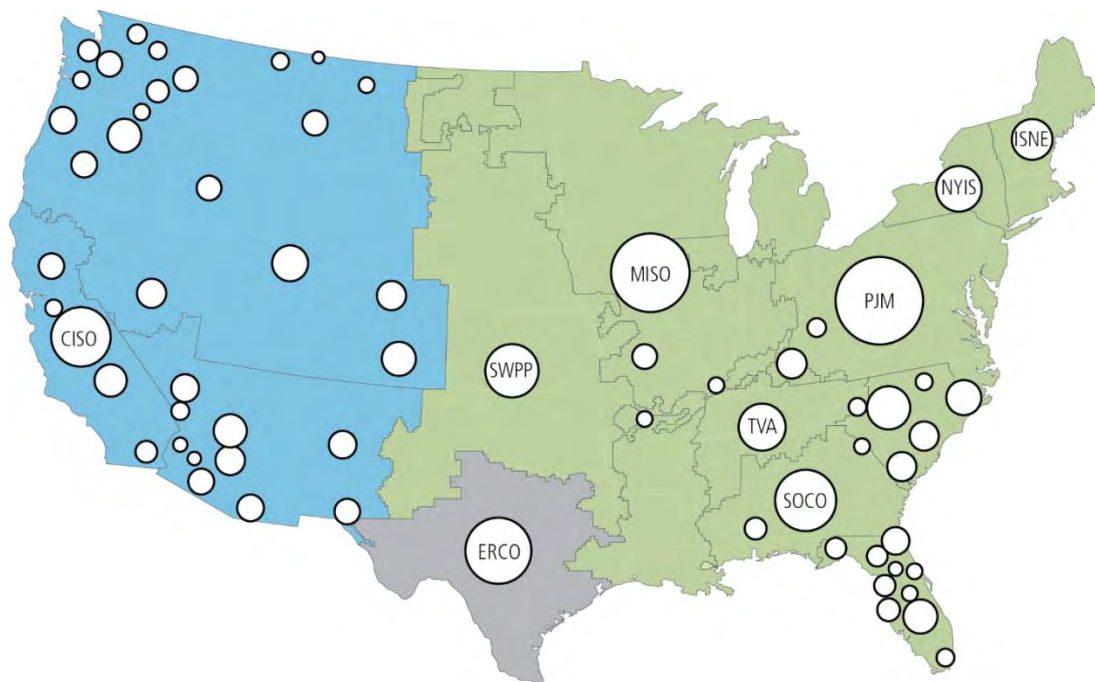 ISNE
NYIS
MISO
PJM
CISO
SWPP
TVA
SOCO
ERCO